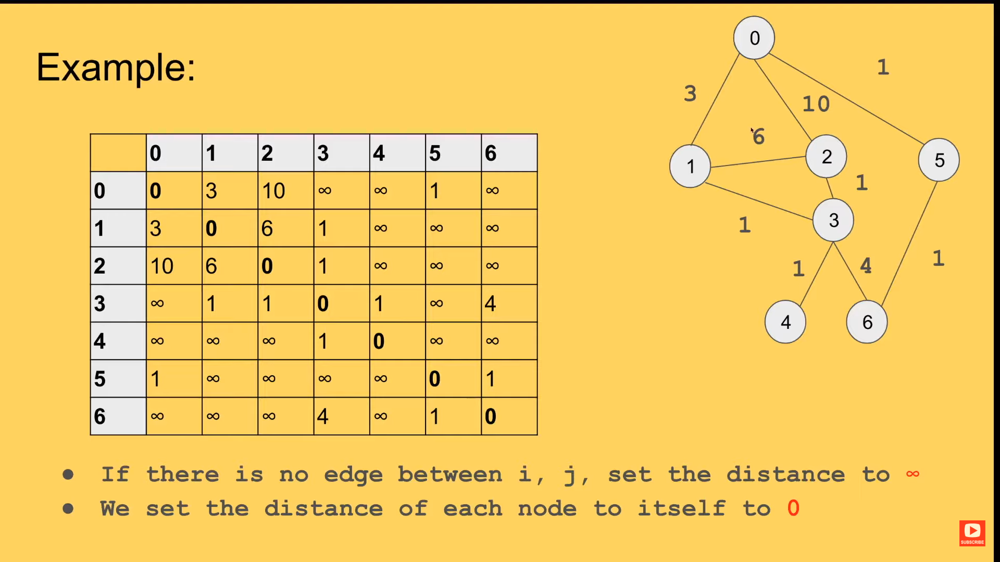 Example:
0 1 2 3 4 5 6
0 0 3 10 ∞ ∞ 1 ∞
1 3 0 6 1 ∞ ∞ ∞
2 10 6 0 1 ∞ ∞ ∞
3 ∞ 1 1 0 1 ∞ 4
4 ∞ ∞ ∞ 1 0 ∞ ∞
5 1 ∞ ∞ ∞ ∞ 0 1
6 ∞ ∞ ∞ 4 ∞ 1 0
0
1
3
10
6
1
2
5
1
3
1
1
4
1
4
6
● If there is no edge between i, j, set the distance to ∞
● We set the distance of each node to itself to 0
SUBSCRIBE